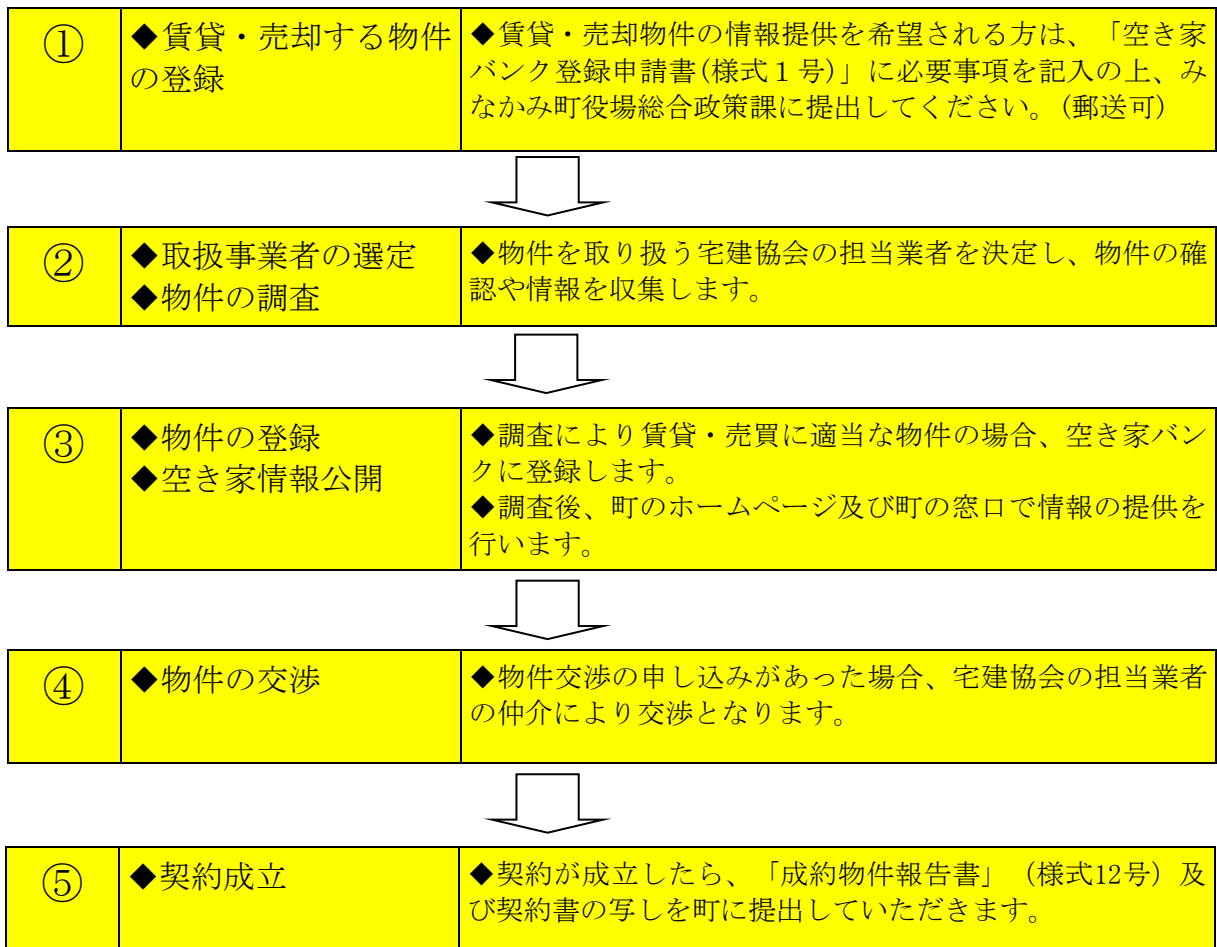 ①
◆賃貸・売却する物件
の登録
◆賃貸・売却物件の情報提供を希望される方は、「空き家
バンク登録申請書(様式１号)」に必要事項を記入の上、み
なかみ町役場総合政策課に提出してください。(郵送可)
②
◆取扱事業者の選定
◆物件の調査
◆物件を取り扱う宅建協会の担当業者を決定し、物件の確
認や情報を収集します。
③
◆物件の登録
◆空き家情報公開
◆調査により賃貸・売買に適当な物件の場合、空き家バン
クに登録します。
◆調査後、町のホームページ及び町の窓口で情報の提供を
行います。
④
◆物件の交渉
◆物件交渉の申し込みがあった場合、宅建協会の担当業者
の仲介により交渉となります。
⑤
◆契約成立
◆契約が成立したら、「成約物件報告書」（様式12号）及
び契約書の写しを町に提出していただきます。